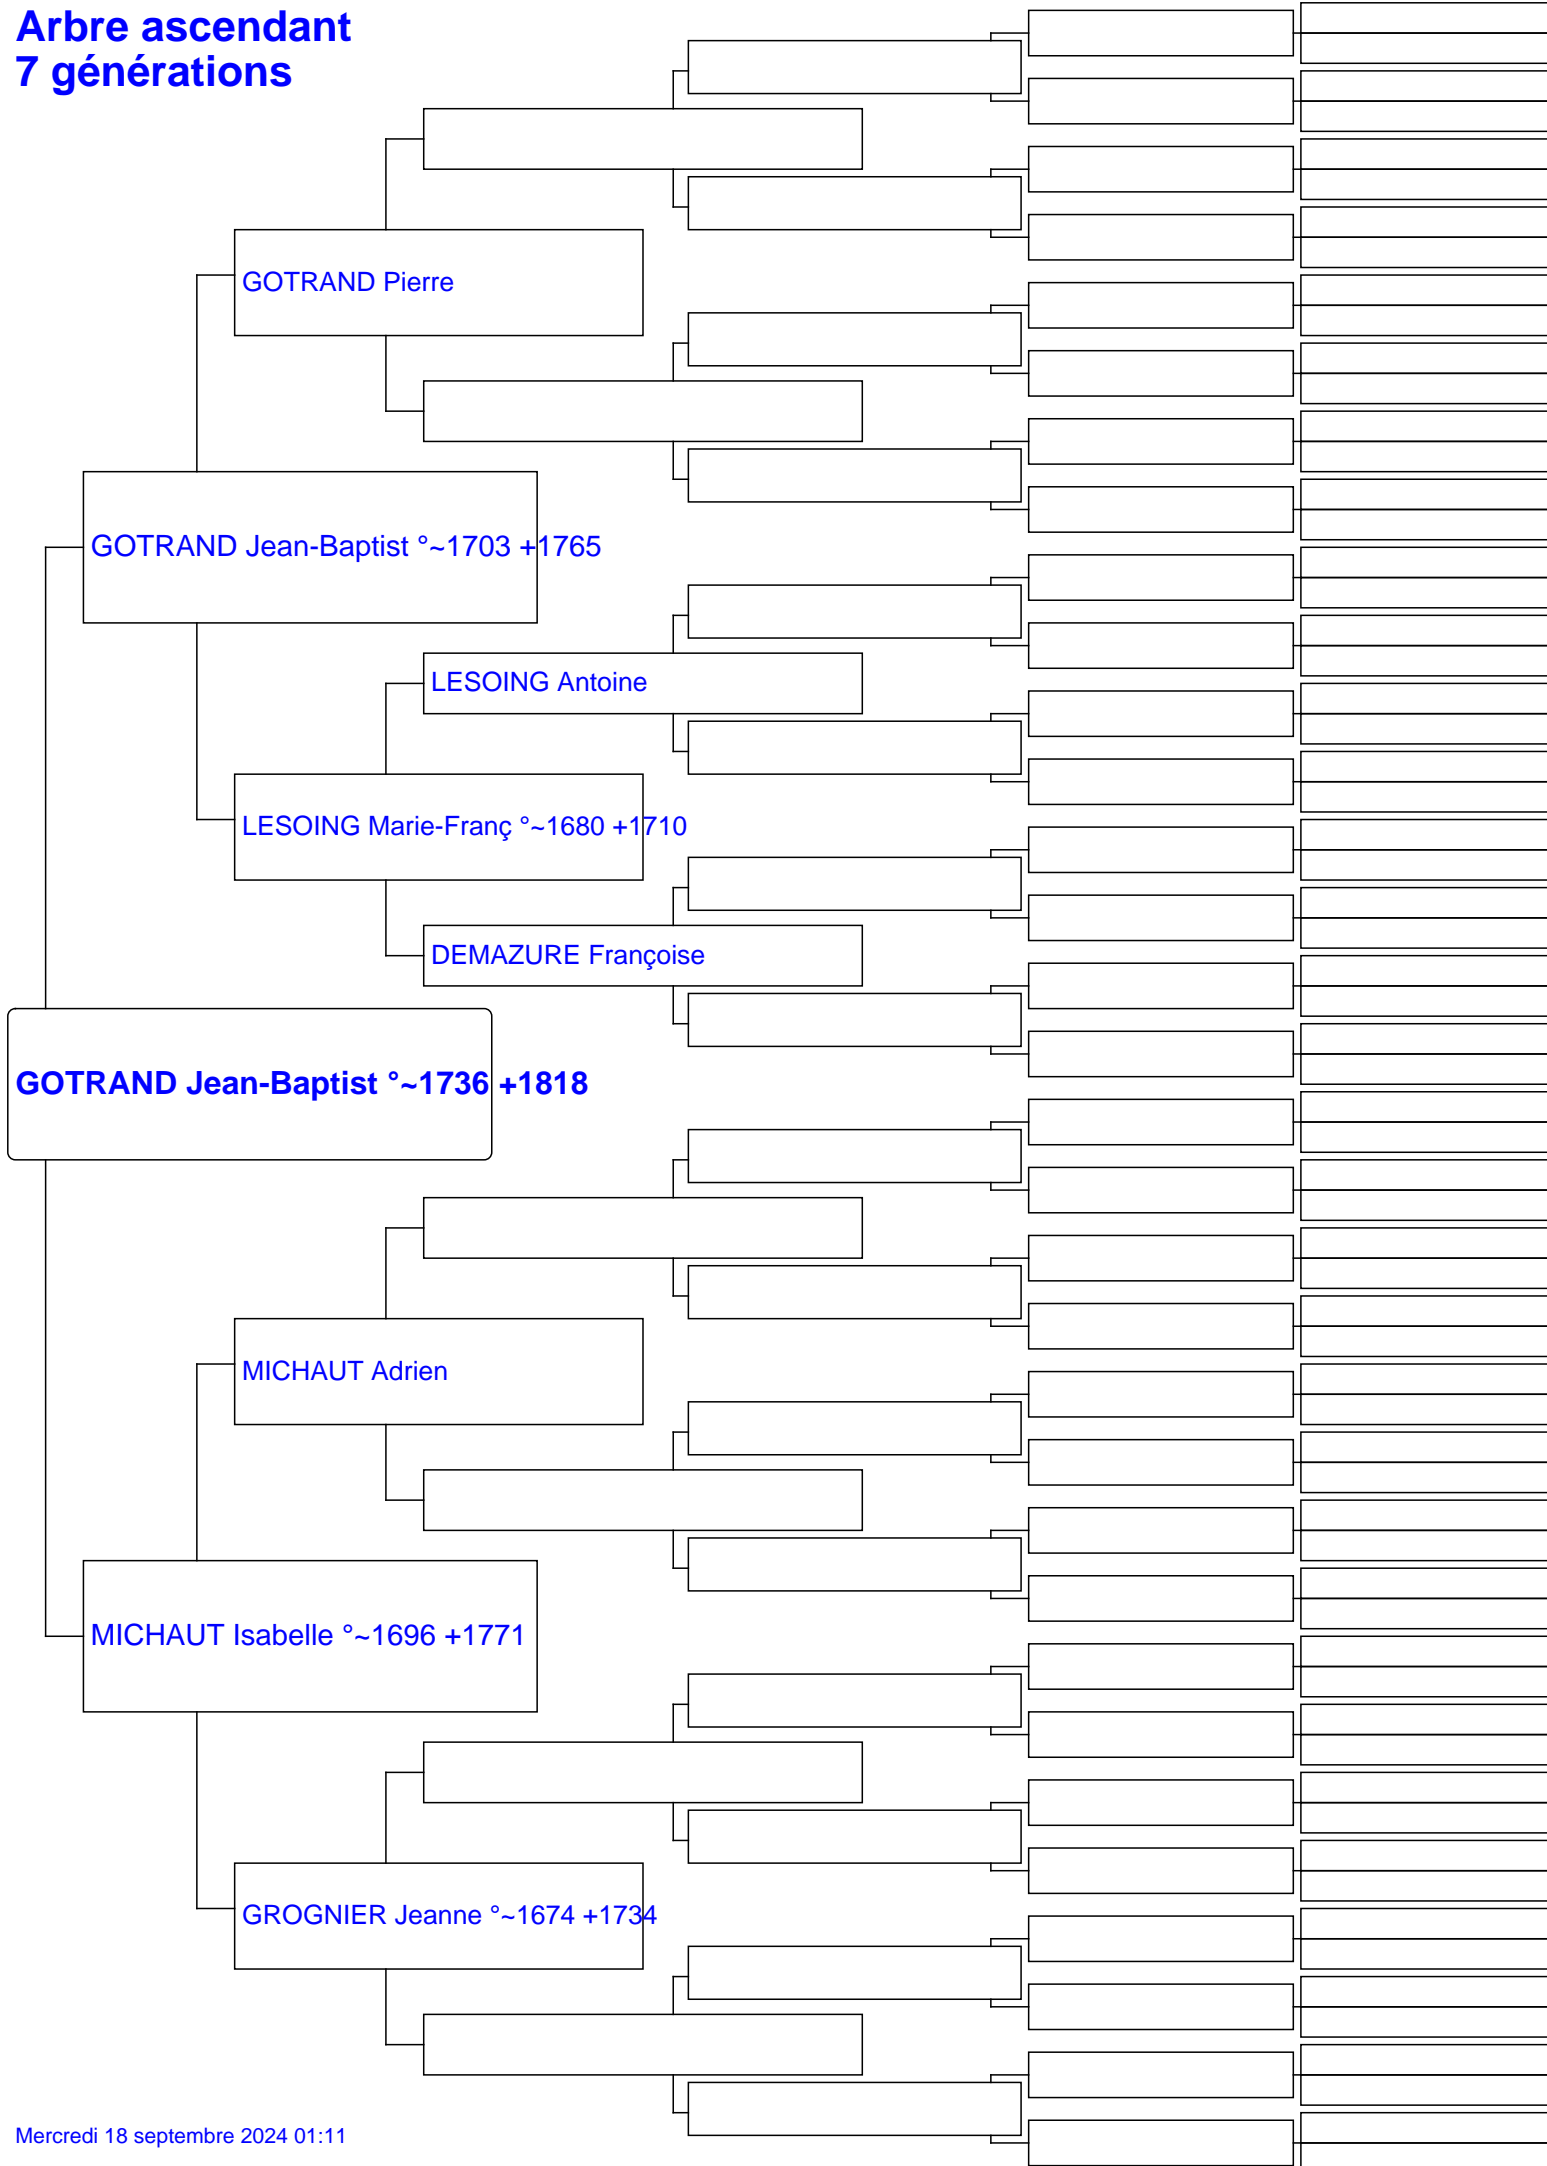 Arbre ascendant
7 générations
GOTRAND Pierre
GOTRAND Jean-Baptist °~1703 +1765
LESOING Antoine
LESOING Marie-Franç °~1680 +1710
DEMAZURE Françoise
GOTRAND Jean-Baptist °~1736 +1818
MICHAUT Adrien
MICHAUT Isabelle °~1696 +1771
GROGNIER Jeanne °~1674 +1734
Mercredi 18 septembre 2024 01:11